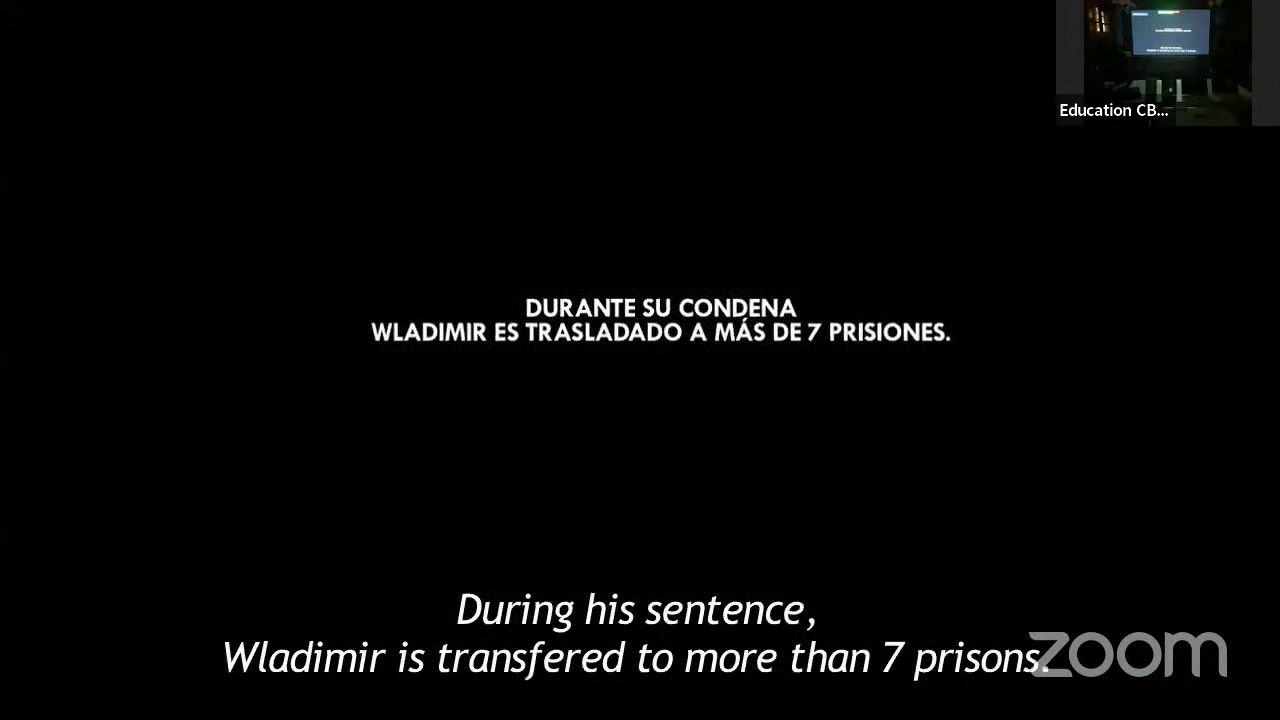 Education CB...
DURANTE SU CONDENA
WLADIMIR ES TRASLADADO A MÁS DE 7 PRISIONES.
During his sentence,
Wladimir is transfered to more than 7 prisons.
zoom